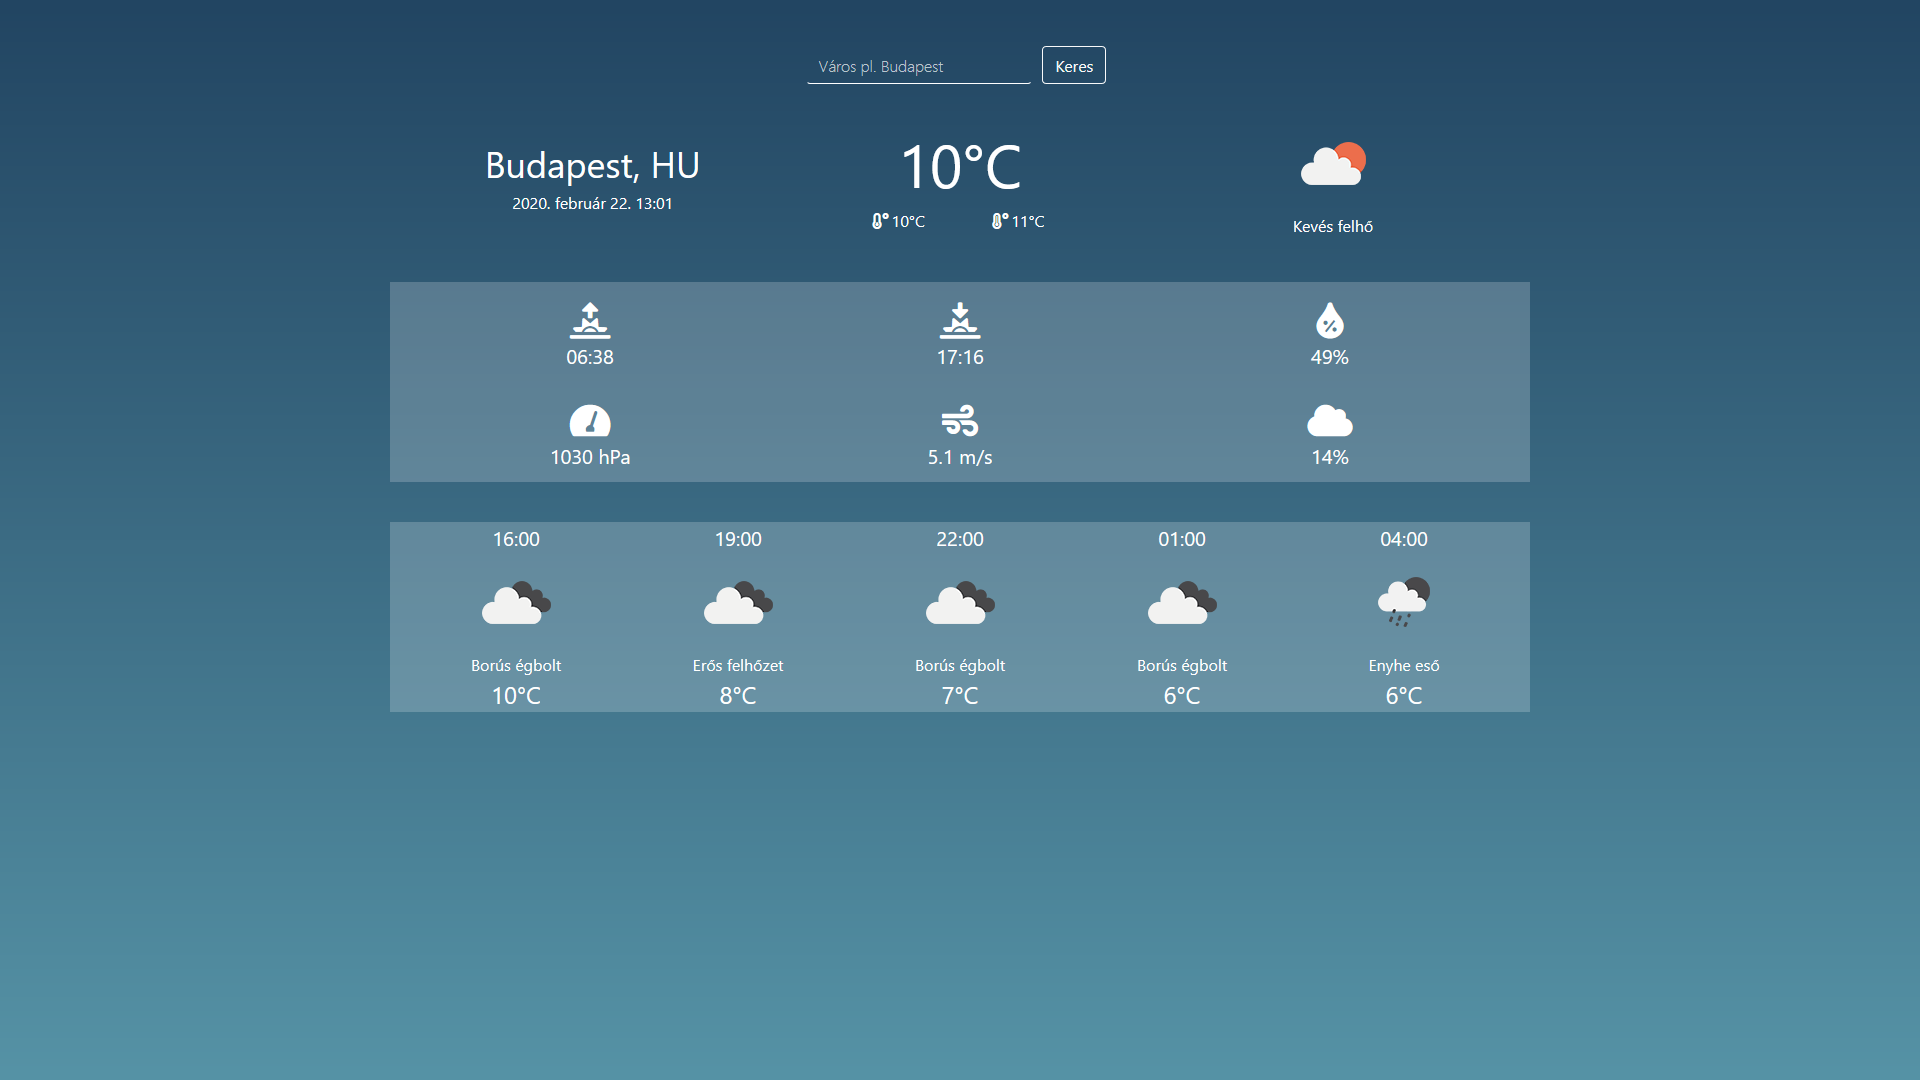 Város pl. Budapest
Keres
Budapest, HU
2020. február 22. 13:01
10°C
10°C 11°C
Kevés felhő
06:38 17:16 49%
1030 hPa 5.1 m/s 14%
16:00 19:00 22:00 01:00 04:00
Borús égbolt Erős felhőzet Borús égbolt Borús égbolt Enyhe eső
10°C 8°C 7°C 6°C 6°C